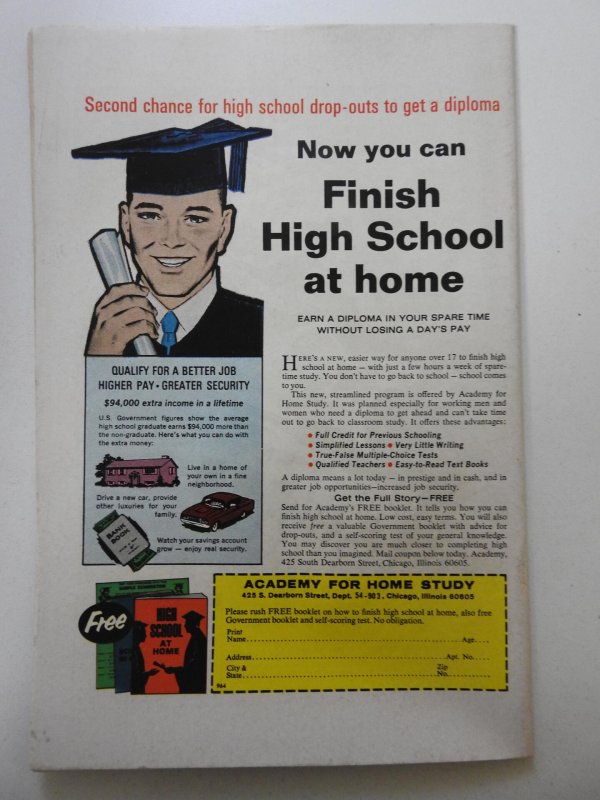 Second chance for high school drop-outs to get a diploma
Now you can
Finish
High School
at home
EARN A DIPLOMA IN YOUR SPARE TIME
WITHOUT LOSING A DAY'S PAY
QUALIFY FOR A BETTER JOB
HIGHER PAY • GREATER SECURITY
$94,000 extra income in a lifetime
U.S. Government figures show the average
high school graduate earns $94,000 more than
the non-graduate. Here's what you can do with
the extra money:
Live in a home of
your own in a fine
neighborhood.
Drive a new car, provide
other luxuries for your
family.
BANK
BOOK
Watch your savings account
grow — enjoy real security.
HERE'S A NEW, easier way for anyone over 17 to finish high
school at home — with just a few hours a week of spare-
time study. You don't have to go back to school — school comes
to you.
This new, streamlined program is offered by Academy for
Home Study. It was planned especially for working men and
women who need a diploma to get ahead and can't take time
out to go back to classroom study. It offers these advantages:
• Full Credit for Previous Schooling
• Simplified Lessons • Very Little Writing
• True-False Multiple-Choice Tests
• Qualified Teachers • Easy-to-Read Text Books
A diploma means a lot today — in prestige and in cash, and in
greater job opportunities—increased job security.
Get the Full Story—FREE
Send for Academy's FREE booklet. It tells you how you can
finish high school at home. Low cost, easy terms. You will also
receive free a valuable Government booklet with advice for
drop-outs, and a self-scoring test of your general knowledge.
You may discover you are much closer to completing high
school than you imagined. Mail coupon below today. Academy,
425 South Dearborn Street, Chicago, Illinois 60605.
Free
HIGH
SCHOOL
AT
HOME
ACADEMY FOR HOME STUDY
425 S. Dearborn Street, Dept. 54-903, Chicago, Illinois 60605
Please rush FREE booklet on how to finish high school at home, also free
Government booklet and self-scoring test. No obligation.
Print
Name Age
Address Apt. No.
City & Zip
State No.
964